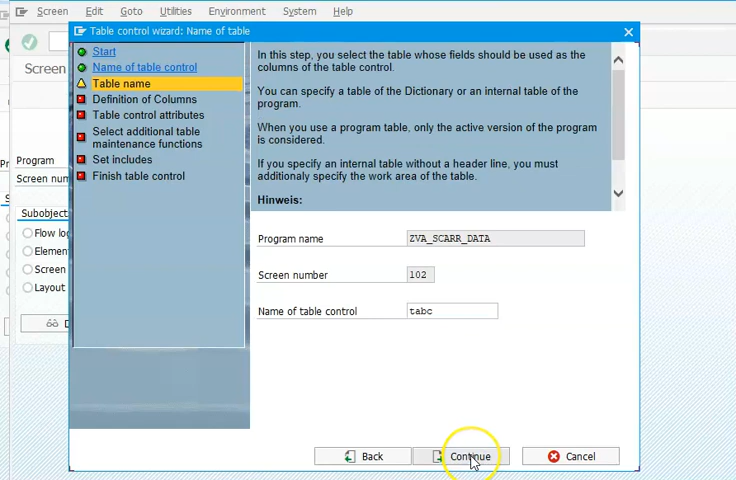 Screen Edit Goto Utilities Environment System Help
Table control wizard: Name of table
Screen
Program
Screen num
Subobject
Flow log
Element
Screen
Layout
Start
Name of table control
Table name
Definition of Columns
Table control attributes
Select additional table
maintenance functions
Set includes
Finish table control
In this step, you select the table whose fields should be used as the
columns of the table control.
You can specify a table of the Dictionary or an internal table of the
program.
When you use a program table, only the active version of the program
is considered.
If you specify an internal table without a header line, you must
additionaly specify the work area of the table.
Hinweis:
Program name ZVA_SCARR_DATA
Screen number 102
Name of table control tabc
Back Continue Cancel